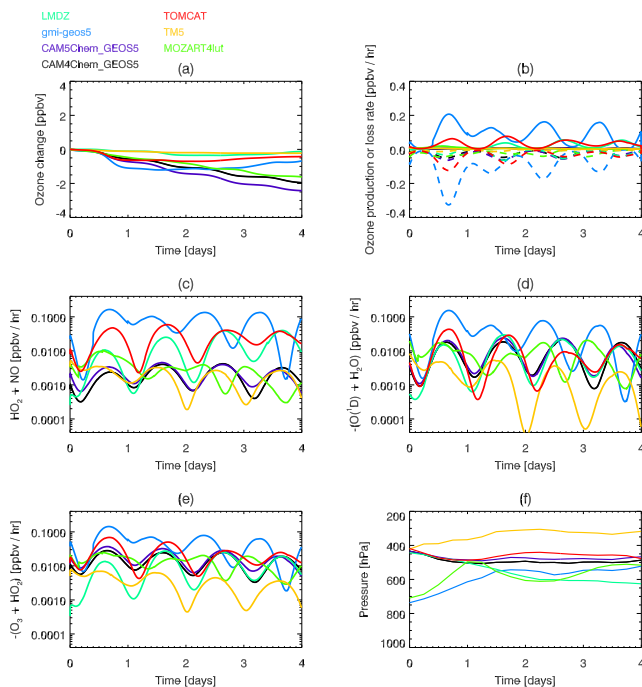 LMDZ TOMCAT
gmi-geos5 TM5
CAM5Chem_GEOS5 MOZART4luf
CAM4Chem_GEOS5
(a) (b)
Ozone change [ppbv]
4
2
0
-2
-4
0 1 2 3 4
Time [days]
Ozone production or loss rate [ppbv / hr]
0.4
0.2
0.0
-0.2
-0.4
0 1 2 3 4
Time [days]
(c) (d)
HO2 + NO [ppbv / hr]
0.1000
0.0100
0.0010
0.0001
0 1 2 3 4
Time [days]
-(O(1D) + H2O) [ppbv / hr]
0.1000
0.0100
0.0010
0.0001
0 1 2 3 4
Time [days]
(e) (f)
-(O3 + HO2) [ppbv / hr]
0.1000
0.0100
0.0010
0.0001
0 1 2 3 4
Time [days]
Pressure [hPa]
200
400
600
800
1000
0 1 2 3 4
Time [days]